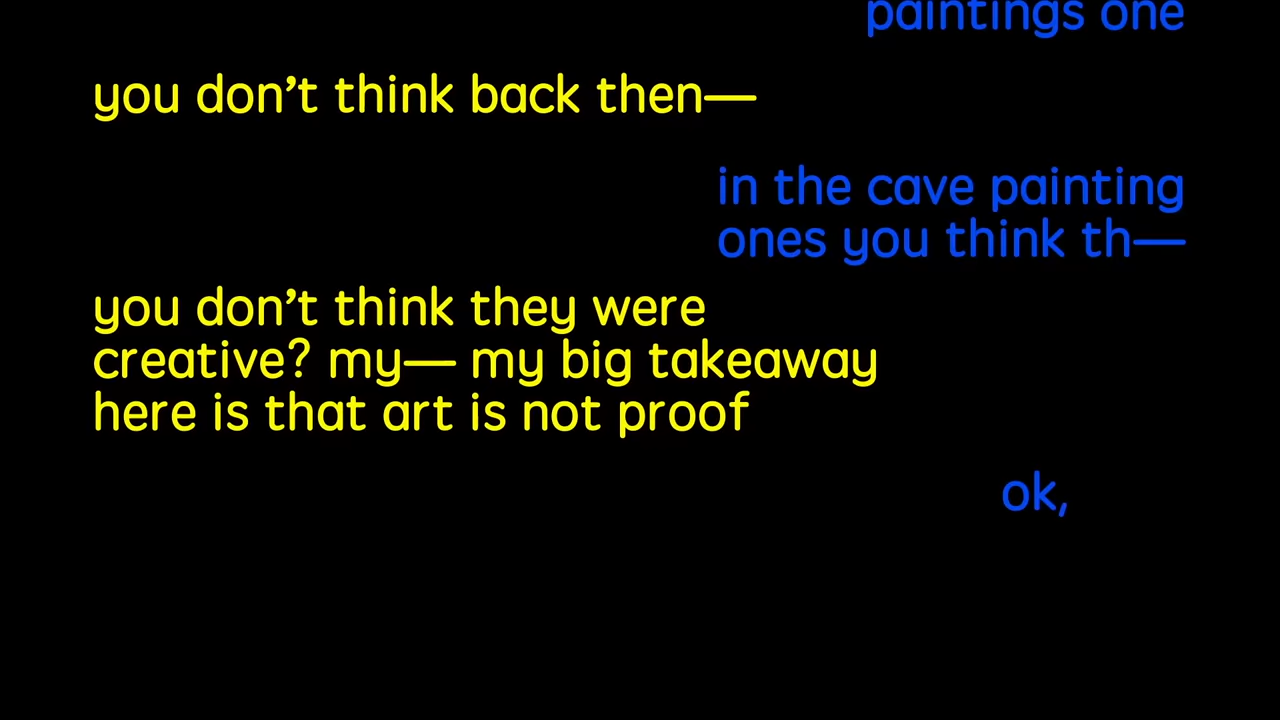 paintings one
you don’t think back then—
in the cave painting
ones you think th—
you don’t think they were
creative? my— my big takeaway
here is that art is not proof
ok,